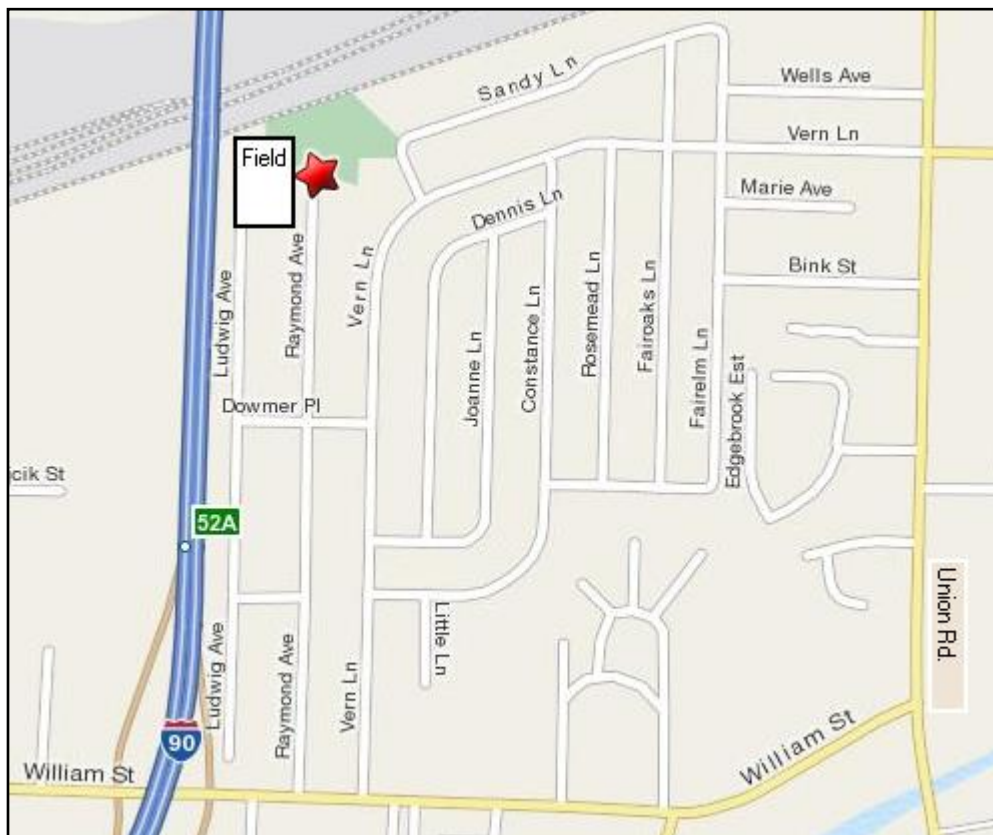 Sandy Ln
Wells Ave
Vern Ln
Field
Marie Ave
Dennis Ln
Raymond Ave
Vern Ln
Bink St
Ludwig Ave
Joanne Ln
Constance Ln
Rosemead Ln
Fairoaks Ln
Fairelm Ln
Edgebrook Est
Dowmer Pl
cik St
52A
Union Rd.
Little Ln
Ludwig Ave
Raymond Ave
Vern Ln
90
William St
William St